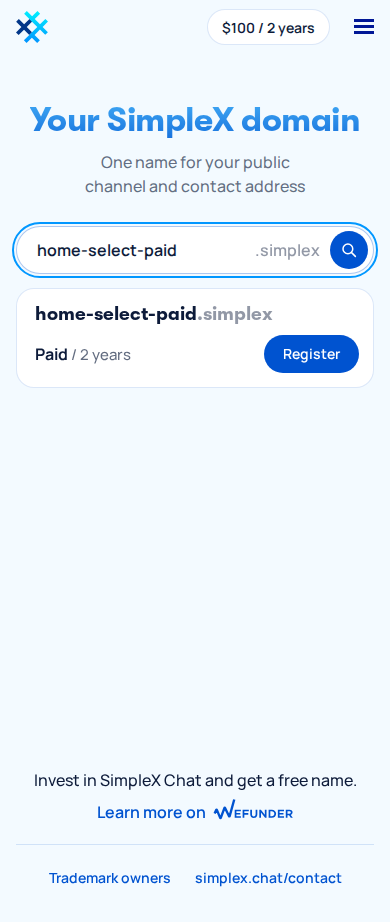 $100 / 2 years
Your SimpleX domain
One name for your public
channel and contact address
home-select-paid .simplex
home-select-paid.simplex
Paid / 2 years
Register
Invest in SimpleX Chat and get a free name.
Learn more on WEFUNDER
Trademark owners simplex.chat/contact